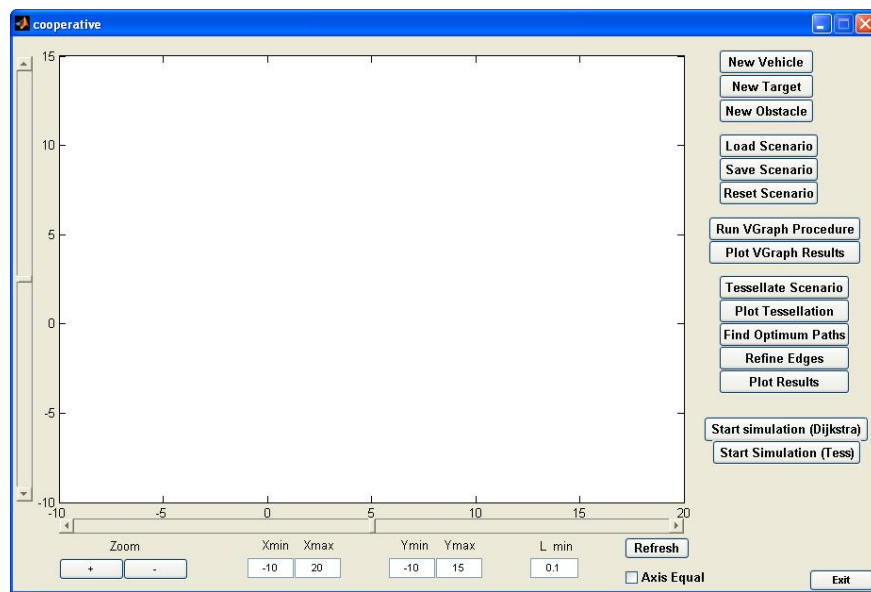 cooperative
15
10
5
0
-5
-10
-10 -5 0 5 10 15 20
New Vehicle
New Target
New Obstacle
Load Scenario
Save Scenario
Reset Scenario
Run VGraph Procedure
Plot VGraph Results
Tessellate Scenario
Plot Tessellation
Find Optimum Paths
Refine Edges
Plot Results
Start simulation (Dijkstra)
Start Simulation (Tess)
Zoom Xmin Xmax Ymin Ymax L min Refresh
+ - -10 20 -10 15 0.1
Axis Equal Exit